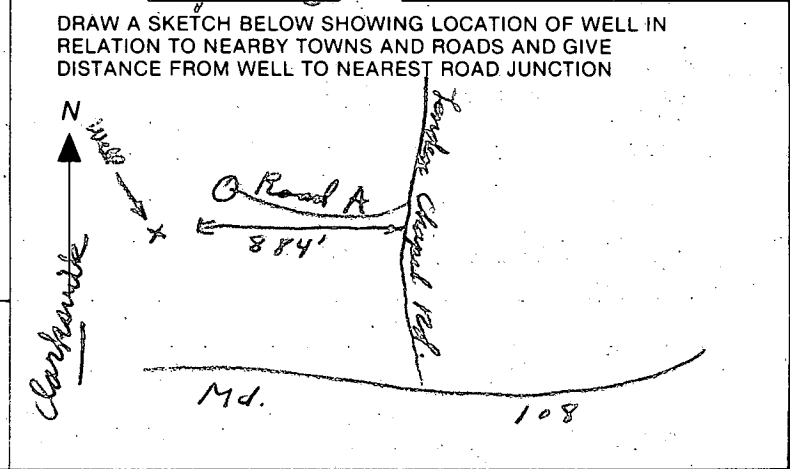 DRAW A SKETCH BELOW SHOWING LOCATION OF WELL IN
RELATION TO NEARBY TOWNS AND ROADS AND GIVE
DISTANCE FROM WELL TO NEAREST ROAD JUNCTION
N
Well
Road A
884'
Chapel Rd.
Clarksville
Md. 108